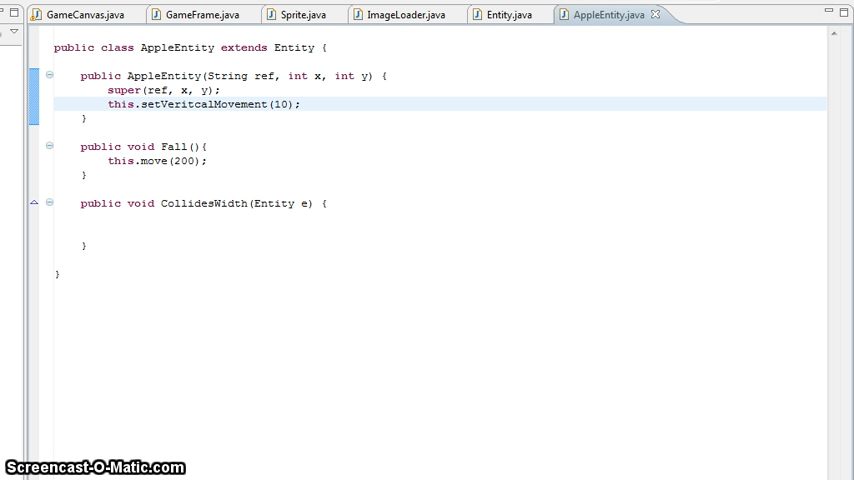 GameCanvas.java GameFrame.java Sprite.java ImageLoader.java Entity.java AppleEntity.java
public class AppleEntity extends Entity {
public AppleEntity(String ref, int x, int y) {
super(ref, x, y);
this.setVeritcalMovement(10);
}
public void Fall(){
this.move(200);
}
public void CollidesWidth(Entity e) {
}
}
Screencast-O-Matic.com